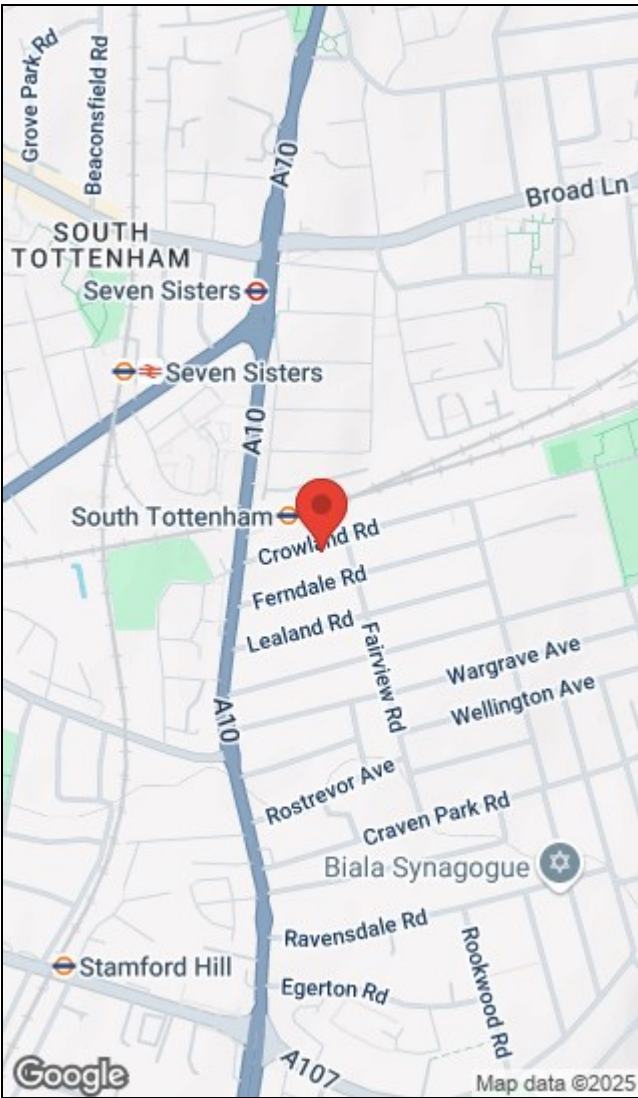 Grove Park Rd
Beaconsfield Rd
A10
Broad Ln
SOUTH
TOTTENHAM
Seven Sisters
Seven Sisters
A10
South Tottenham
Crowland Rd
Ferndale Rd
Lealand Rd
Fairview Rd
Wargrave Ave
Wellington Ave
A10
Rostrevor Ave
Craven Park Rd
Biala Synagogue
Ravensdale Rd
Rookwood Rd
Stamford Hill
Egerton Rd
A107
Google
Map data ©2025